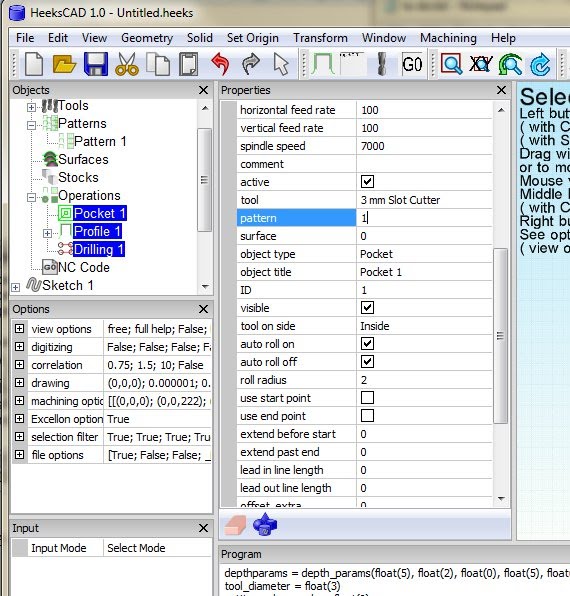 HeeksCAD 1.0 - Untitled.heeks
File Edit View Geometry Solid Set Origin Transform Window Machining Help
G0
Objects
Tools
Patterns
Pattern 1
Surfaces
Stocks
Operations
Pocket 1
Profile 1
Drilling 1
G0 NC Code
Sketch 1
Options
view options free; full help; False;
digitizing False; False; False; F
correlation 0.75; 1.5; 10; False
drawing (0,0,0); 0.000001; 0.
machining optio [[(0,0,0); (0,0,222); (
Excellon option True
selection filter True; True; True; Tru
file options [True; False; False; _
Input
Input Mode Select Mode
Properties
horizontal feed rate 100
vertical feed rate 100
spindle speed 7000
comment
active
tool 3 mm Slot Cutter
pattern 1
surface 0
object type Pocket
object title Pocket 1
ID 1
visible
tool on side Inside
auto roll on
auto roll off
roll radius 2
use start point
use end point
extend before start 0
extend past end 0
lead in line length 0
lead out line length 0
offset_extra 0
Program
depthparams = depth_params(float(5), float(2), float(0), float(5), float
tool_diameter = float(3)
Selec
Left but
( with C
( with S
Drag wi
or to mo
Mouse v
Middle
( with C
Right bu
See opt
( view o